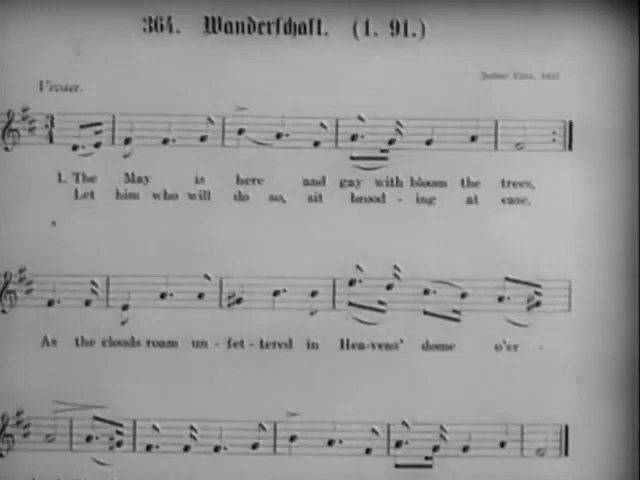 364. Wanderschaft. (1. 91.)
Vivace.
1. The May is here and gay with bloom the trees,
Let him who will do so, sit brood - ing at ease.
As the clouds roam un - fet - tered in Hea-vens' dome o'er -